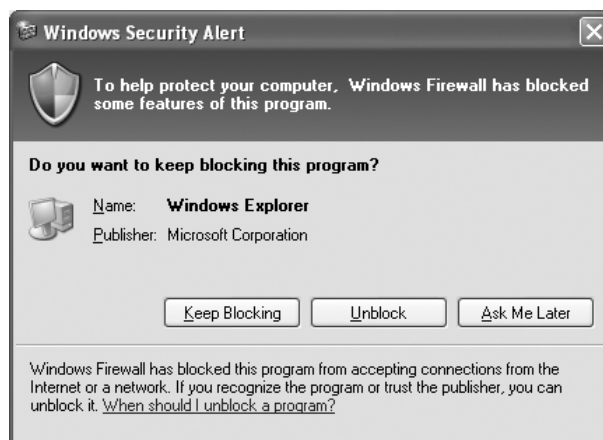 Windows Security Alert
To help protect your computer, Windows Firewall has blocked
some features of this program.
Do you want to keep blocking this program?
Name: Windows Explorer
Publisher: Microsoft Corporation
Keep Blocking Unblock Ask Me Later
Windows Firewall has blocked this program from accepting connections from the
Internet or a network. If you recognize the program or trust the publisher, you can
unblock it. When should I unblock a program?